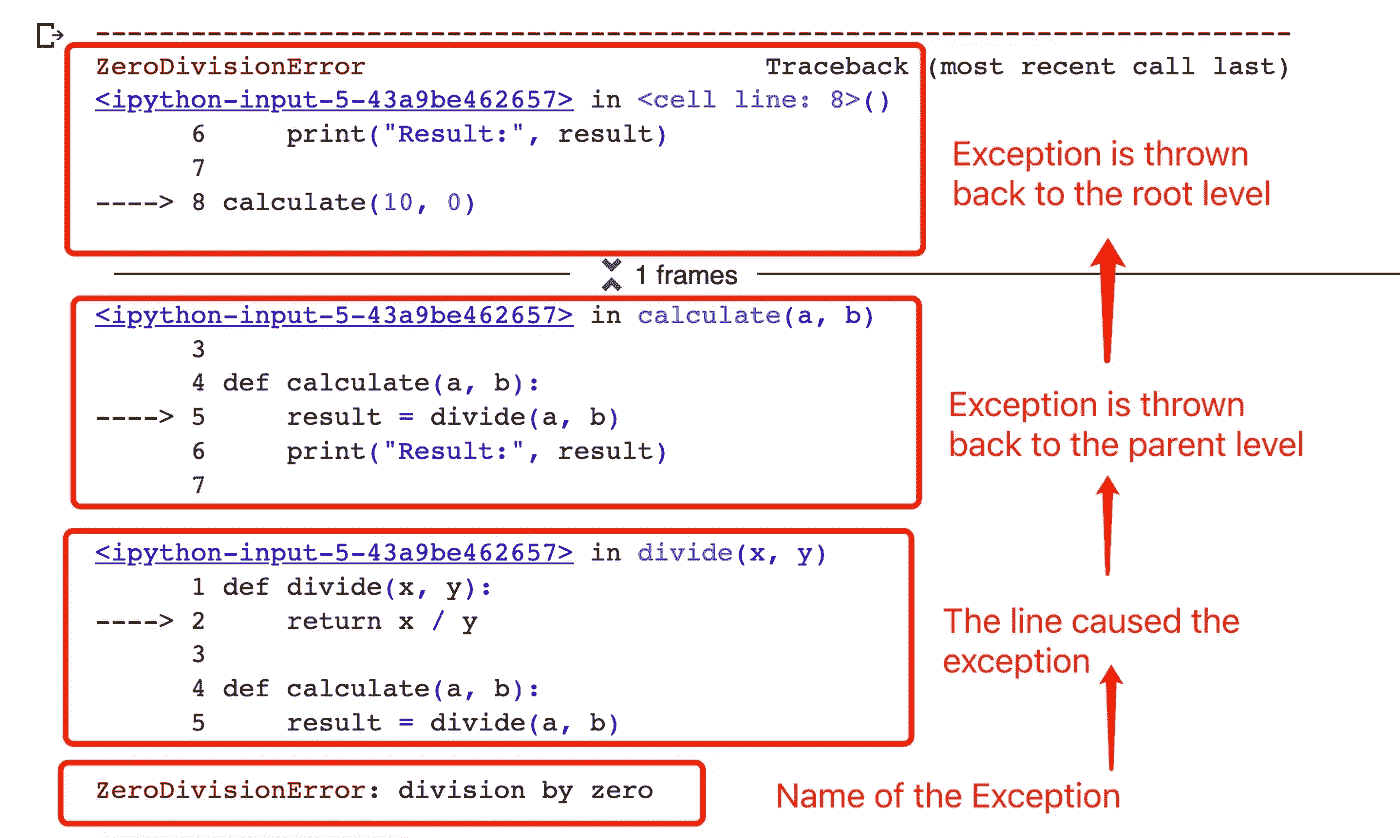 ---------------------------------------------------------------------------
ZeroDivisionError                         Traceback (most recent call last)
<ipython-input-5-43a9be462657> in <cell line: 8>()
      6     print("Result:", result)
      7
----> 8 calculate(10, 0)
Exception is thrown
back to the root level
1 frames
<ipython-input-5-43a9be462657> in calculate(a, b)
      3
      4 def calculate(a, b):
----> 5     result = divide(a, b)
      6     print("Result:", result)
      7
Exception is thrown
back to the parent level
<ipython-input-5-43a9be462657> in divide(x, y)
      1 def divide(x, y):
----> 2     return x / y
      3
      4 def calculate(a, b):
      5     result = divide(a, b)
The line caused the
exception
ZeroDivisionError: division by zero
Name of the Exception